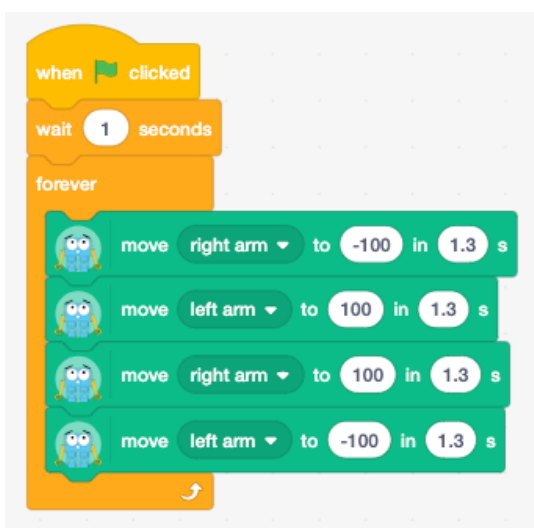 when clicked
wait 1 seconds
forever
move right arm to -100 in 1.3 s
move left arm to 100 in 1.3 s
move right arm to 100 in 1.3 s
move left arm to -100 in 1.3 s